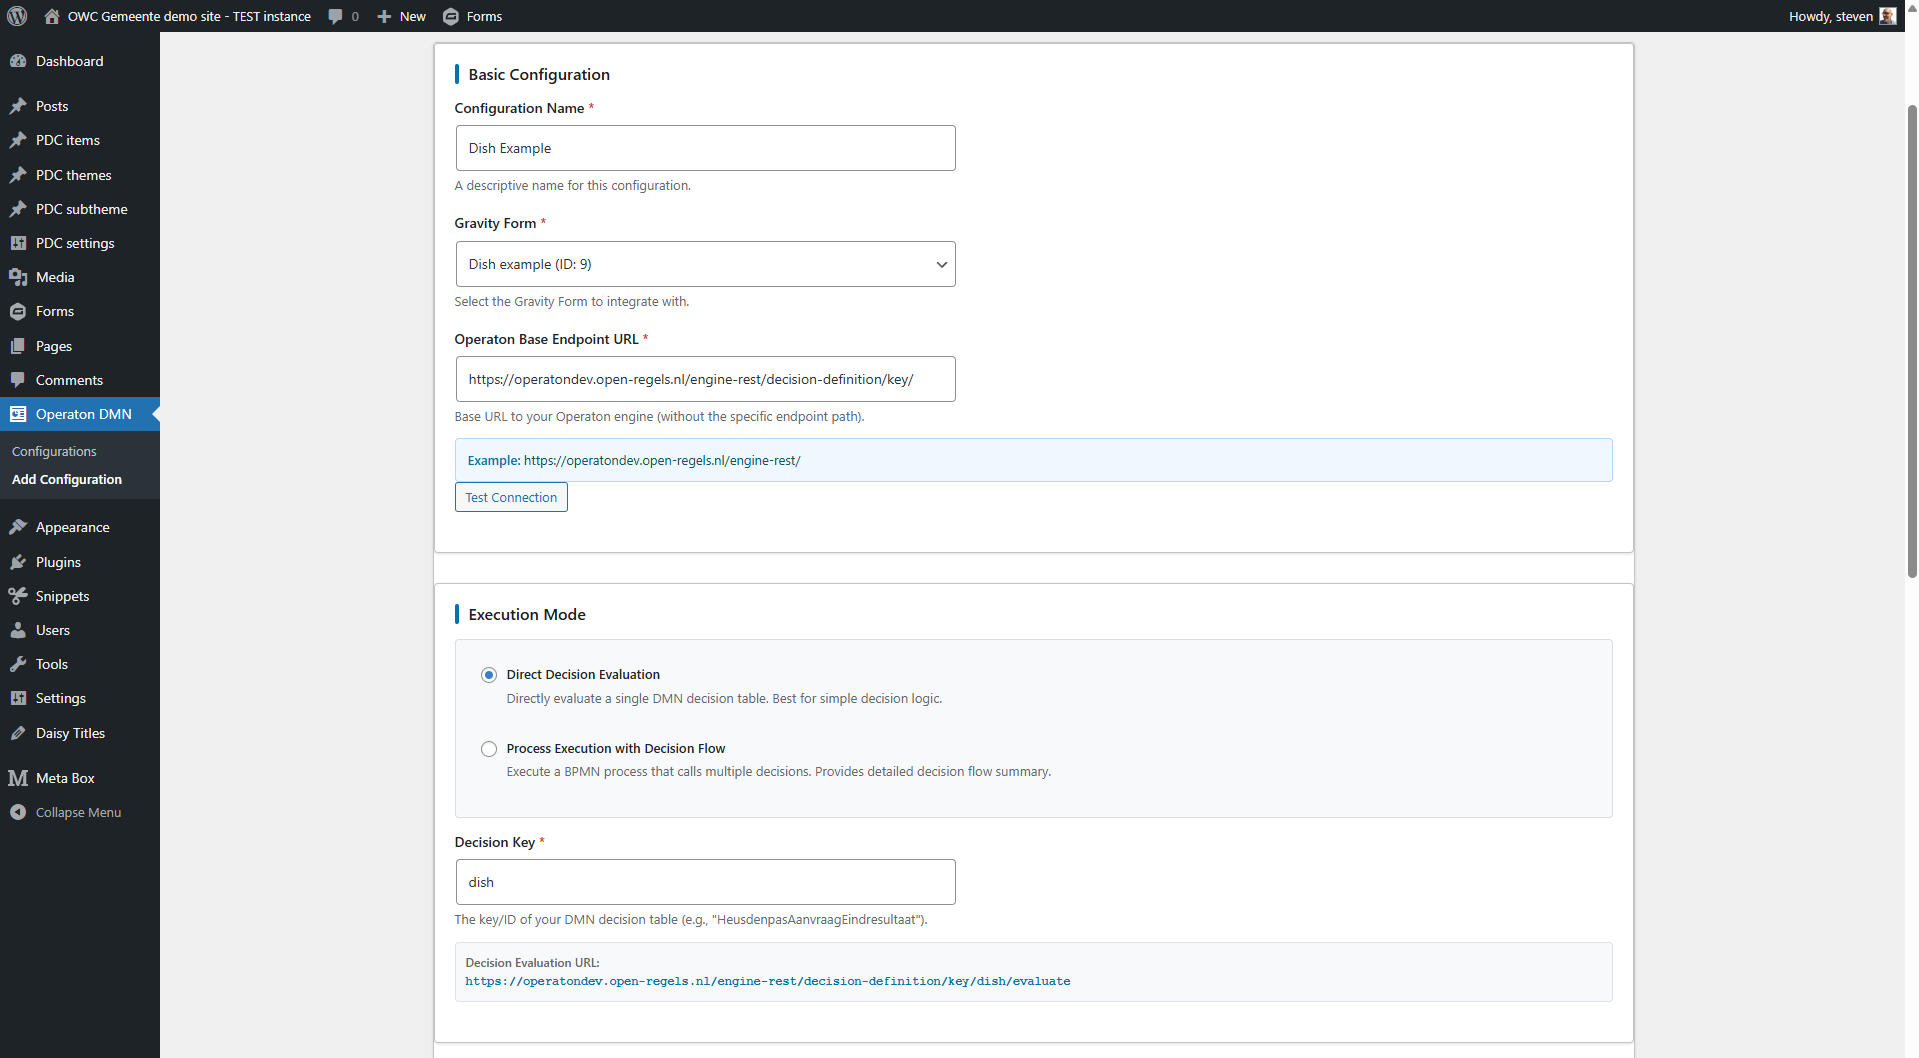 OWC Gemeente demo site - TEST instance
0
New
Forms
Howdy, steven
Dashboard
Posts
PDC items
PDC themes
PDC subtheme
PDC settings
Media
Forms
Pages
Comments
Operaton DMN
Configurations
Add Configuration
Appearance
Plugins
Snippets
Users
Tools
Settings
Daisy Titles
Meta Box
Collapse Menu
Basic Configuration
Configuration Name *
Dish Example
A descriptive name for this configuration.
Gravity Form *
Dish example (ID: 9)
Select the Gravity Form to integrate with.
Operaton Base Endpoint URL *
https://operatondev.open-regels.nl/engine-rest/decision-definition/key/
Base URL to your Operaton engine (without the specific endpoint path).
Example: https://operatondev.open-regels.nl/engine-rest/
Test Connection
Execution Mode
Direct Decision Evaluation
Directly evaluate a single DMN decision table. Best for simple decision logic.
Process Execution with Decision Flow
Execute a BPMN process that calls multiple decisions. Provides detailed decision flow summary.
Decision Key *
dish
The key/ID of your DMN decision table (e.g., "HeusdenpasAanvraagEindresultaat").
Decision Evaluation URL:
https://operatondev.open-regels.nl/engine-rest/decision-definition/key/dish/evaluate